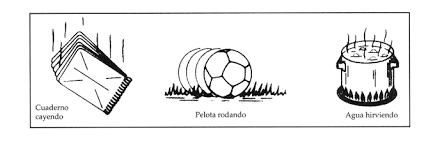 Cuaderno
cayendo
Pelota rodando
Agua hirviendo